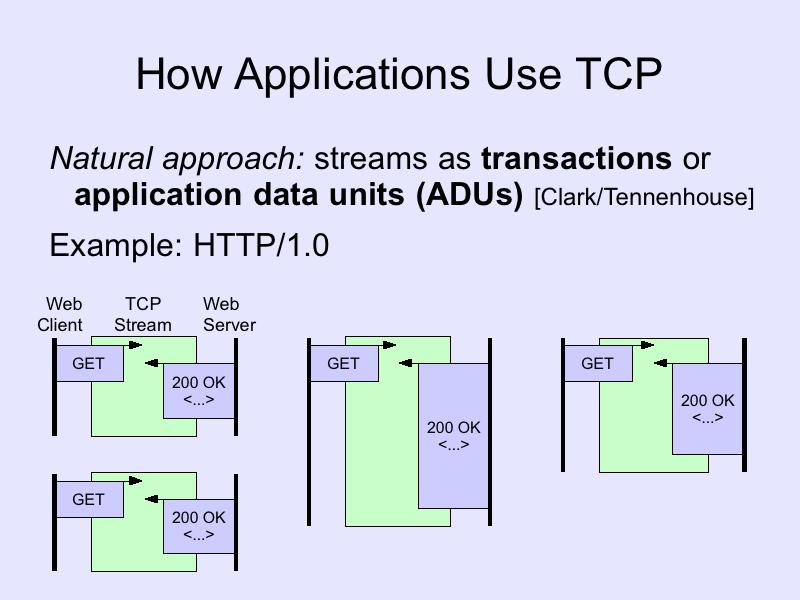 How Applications Use TCP
Natural approach: streams as transactions or
application data units (ADUs) [Clark/Tennenhouse]
Example: HTTP/1.0
Web
Client
TCP
Stream
Web
Server
GET
200 OK
<...>
GET
200 OK
<...>
GET
200 OK
<...>
GET
200 OK
<...>